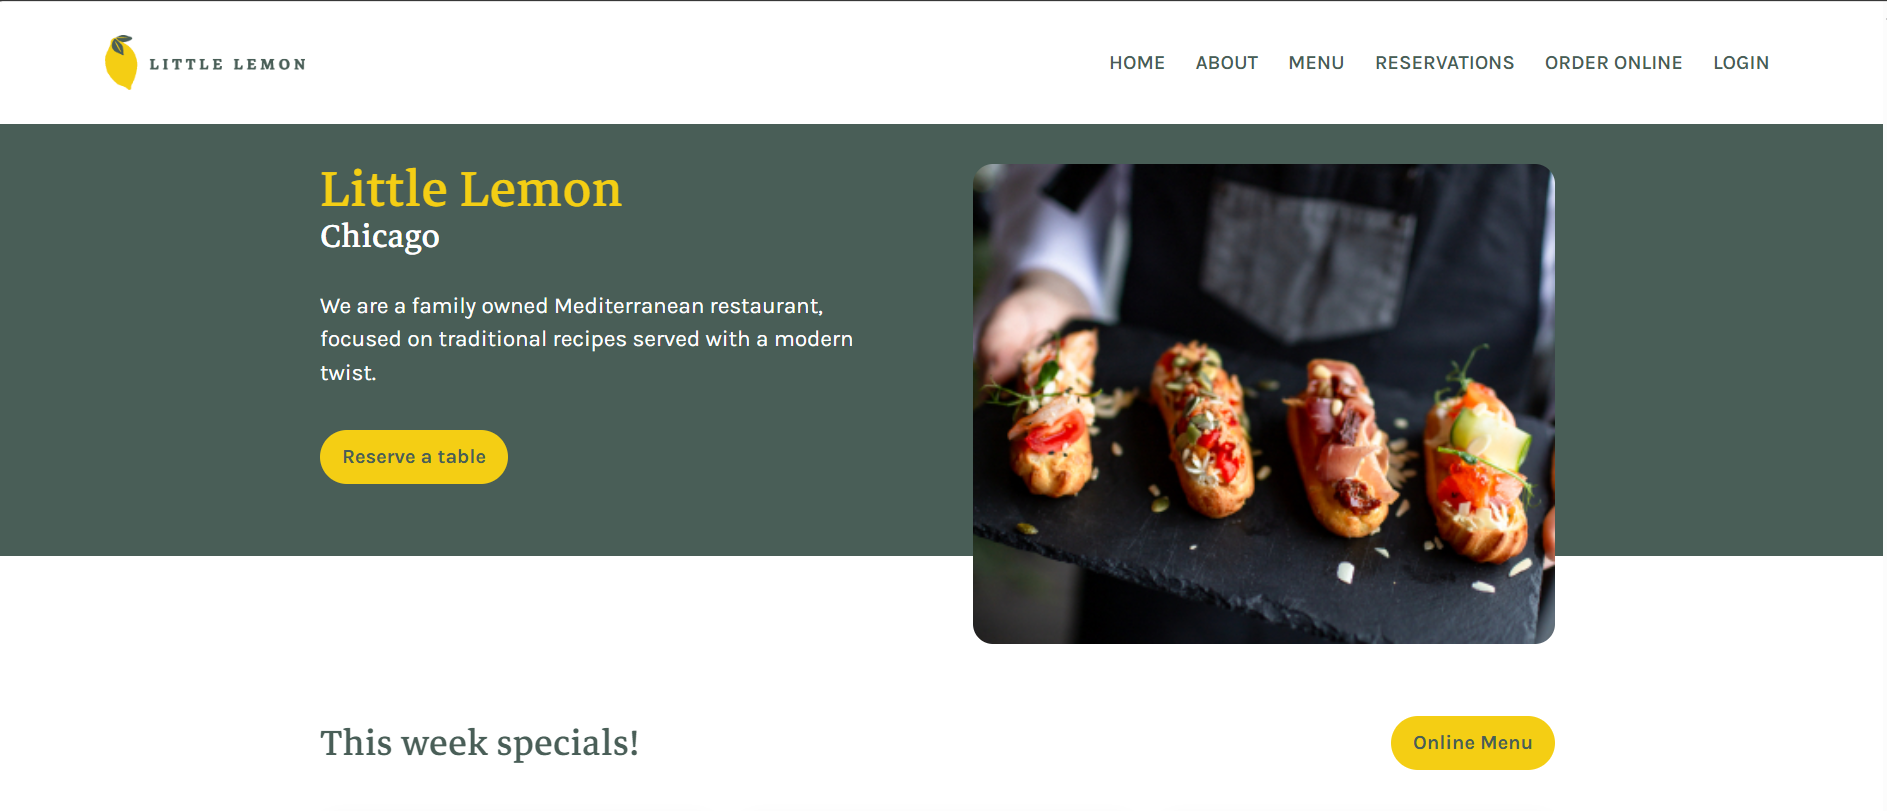 LITTLE LEMON
HOME ABOUT MENU RESERVATIONS ORDER ONLINE LOGIN
Little Lemon
Chicago
We are a family owned Mediterranean restaurant,
focused on traditional recipes served with a modern
twist.
Reserve a table
This week specials!
Online Menu